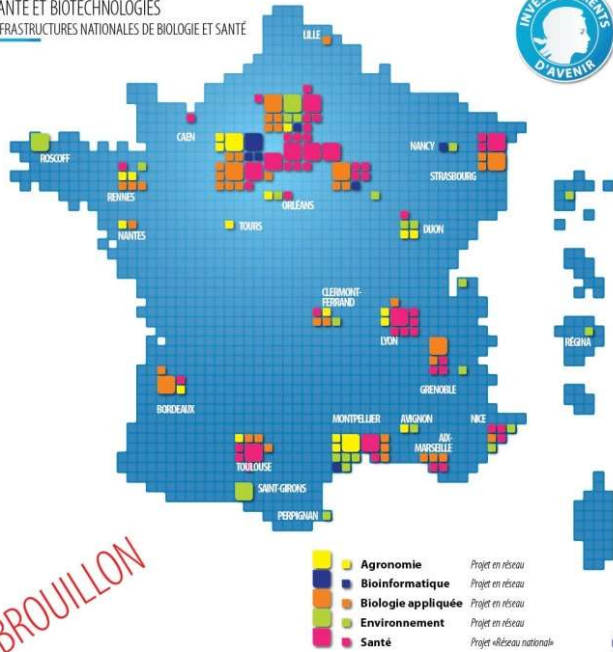 ANTÉ ET BIOTECHNOLOGIES
FRASTRUCTURES NATIONALES DE BIOLOGIE ET SANTÉ
D'AVENIR
LILLE
CAEN
ROSCOFF
NANCY
STRASBOURG
RENNES
ORLÉANS
NANTES
TOURS
DIJON
CLERMONT-
FERRAND
LYON
RÉGINA
GRENOBLE
BORDEAUX
MONTPELLIER
AVIGNON
NICE
AIX-
MARSEILLE
TOULOUSE
SAINT-GIRONS
PERPIGNAN
BROUILLON
Agronomie Projet en réseau
Bioinformatique Projet en réseau
Biologie appliquée Projet en réseau
Environnement Projet en réseau
Santé Projet «Réseau national»